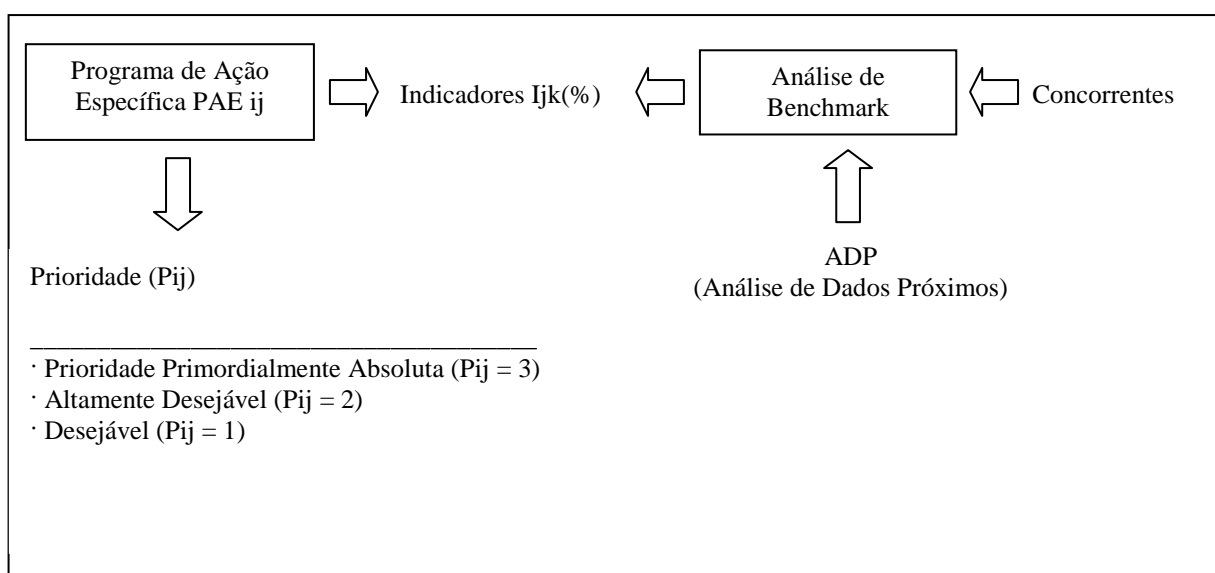 Programa de Ação
Específica PAE ij
Indicadores Ijk(%)
Análise de
Benchmark
Concorrentes
Prioridade (Pij)
ADP
(Análise de Dados Próximos)
______________________________________
· Prioridade Primordialmente Absoluta (Pij = 3)
· Altamente Desejável (Pij = 2)
· Desejável (Pij = 1)